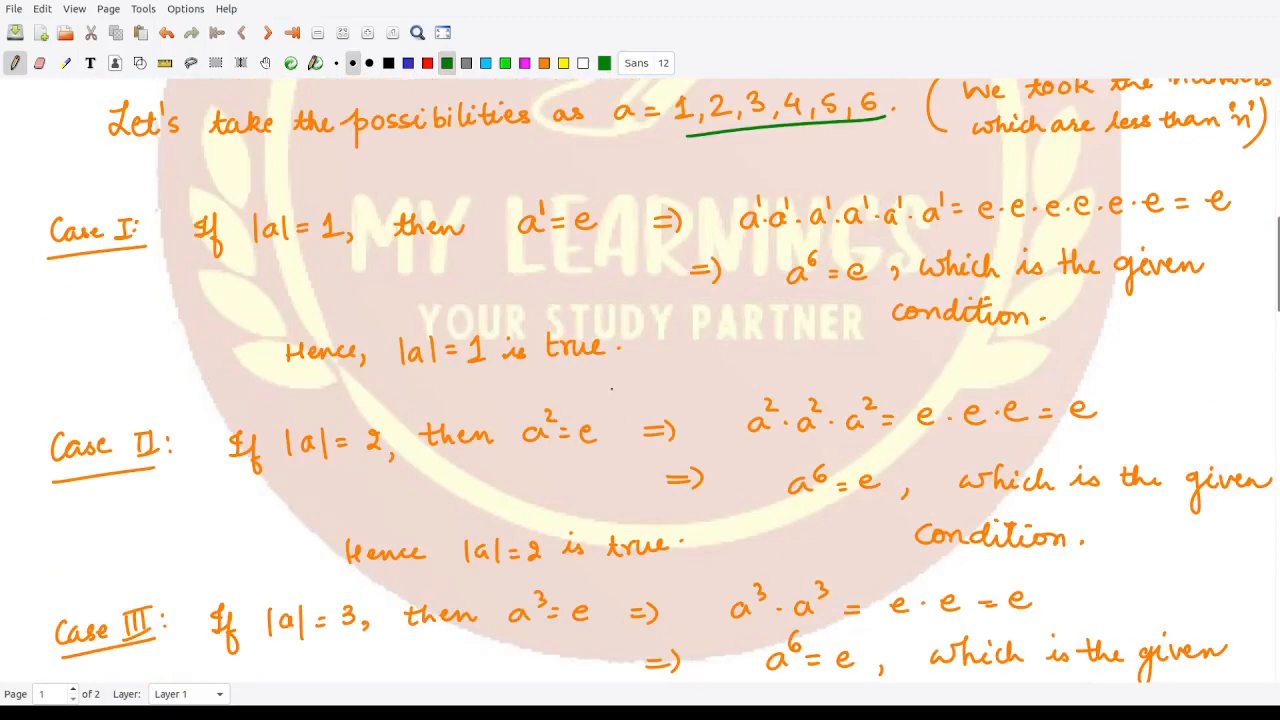 File Edit View Page Tools Options Help
Sans 12
We took the numbers
Let's take the possibilities as a = 1,2,3,4,5,6. ( which are less than 'n')
Case I: If |a| = 1, then a¹ = e => a¹·a¹·a¹·a¹·a¹·a¹ = e·e·e·e·e·e = e
=> a⁶ = e, which is the given
condition.
Hence, |a| = 1 is true.
Case II: If |a| = 2, then a² = e => a²·a²·a² = e·e·e = e
=> a⁶ = e, which is the given
condition.
Hence |a| = 2 is true.
Case III: If |a| = 3, then a³ = e => a³·a³ = e·e = e
=> a⁶ = e, which is the given
MY LEARNINGS
YOUR STUDY PARTNER
Page 1 of 2 Layer: Layer 1